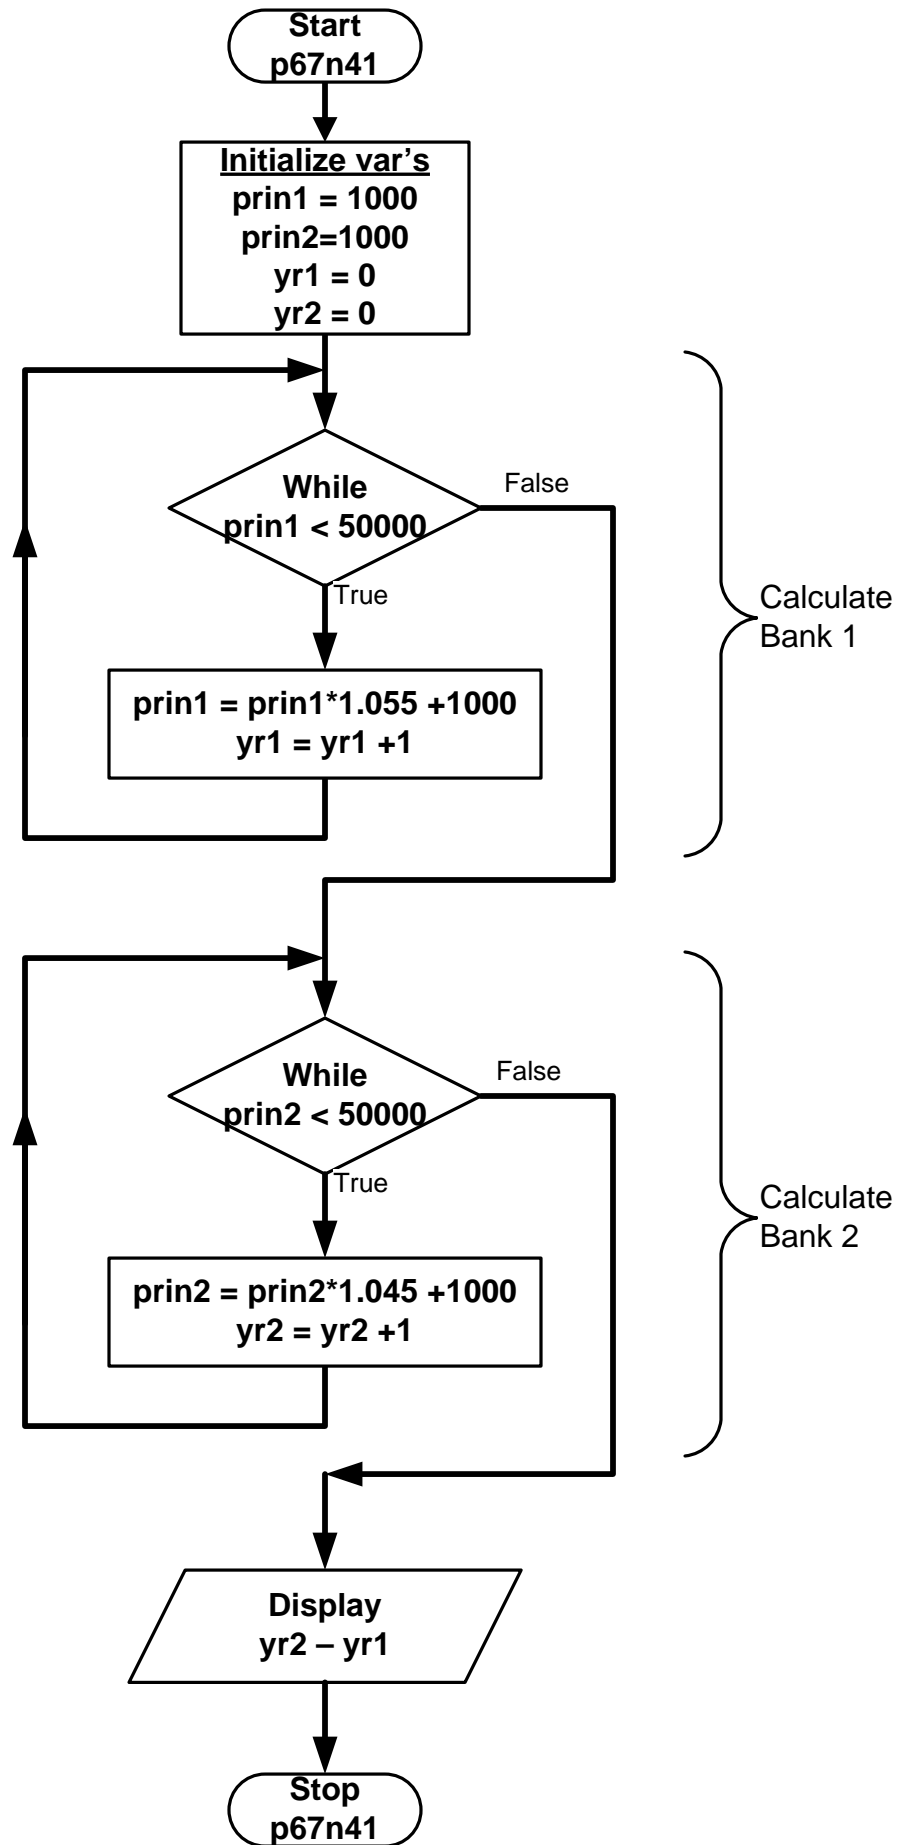 Start
p67n41
Initialize var's
prin1 = 1000
prin2=1000
yr1 = 0
yr2 = 0
While
prin1 < 50000
False
True
prin1 = prin1*1.055 +1000
yr1 = yr1 +1
Calculate
Bank 1
While
prin2 < 50000
False
True
prin2 = prin2*1.045 +1000
yr2 = yr2 +1
Calculate
Bank 2
Display
yr2 – yr1
Stop
p67n41